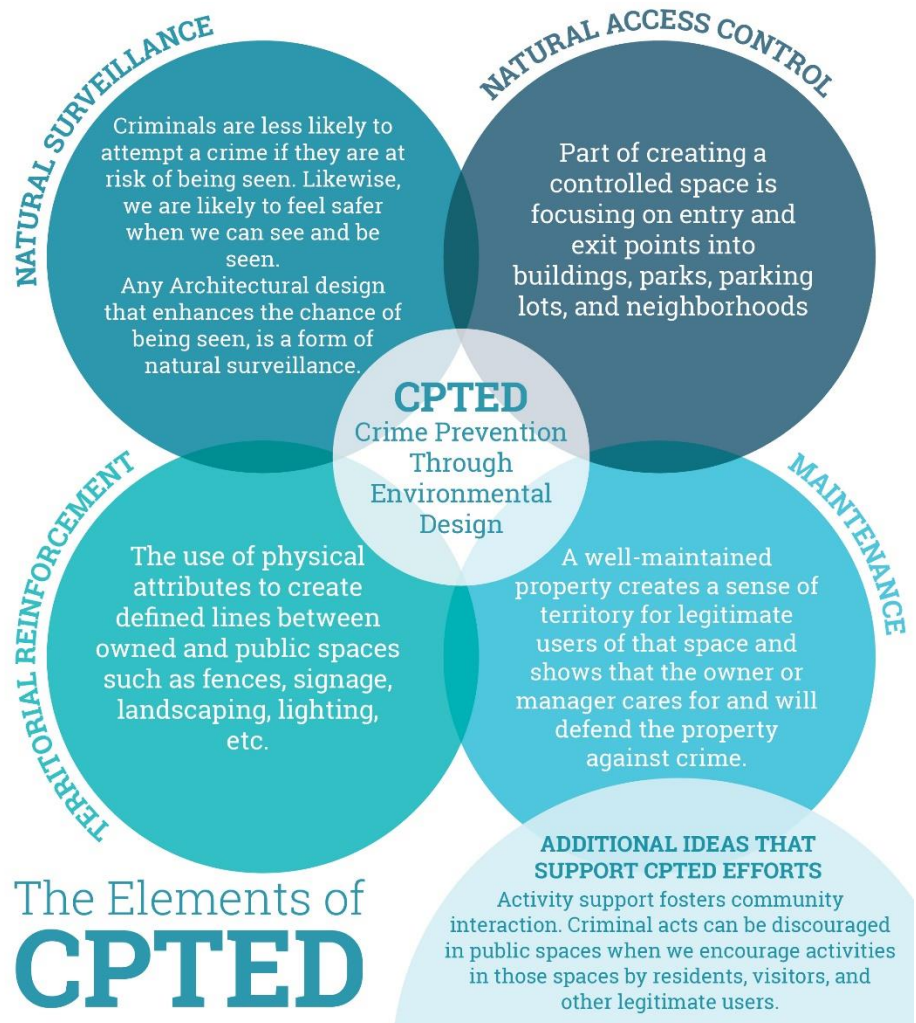 NATURAL SURVEILLANCE
Criminals are less likely to
attempt a crime if they are at
risk of being seen. Likewise,
we are likely to feel safer
when we can see and be
seen.
Any Architectural design
that enhances the chance of
being seen, is a form of
natural surveillance.
NATURAL ACCESS CONTROL
Part of creating a
controlled space is
focusing on entry and
exit points into
buildings, parks, parking
lots, and neighborhoods
CPTED
Crime Prevention
Through
Environmental
Design
TERRITORIAL REINFORCEMENT
The use of physical
attributes to create
defined lines between
owned and public spaces
such as fences, signage,
landscaping, lighting,
etc.
MAINTENANCE
A well-maintained
property creates a sense of
territory for legitimate
users of that space and
shows that the owner or
manager cares for and will
defend the property
against crime.
The Elements of
CPTED
ADDITIONAL IDEAS THAT
SUPPORT CPTED EFFORTS
Activity support fosters community
interaction. Criminal acts can be discouraged
in public spaces when we encourage activities
in those spaces by residents, visitors, and
other legitimate users.